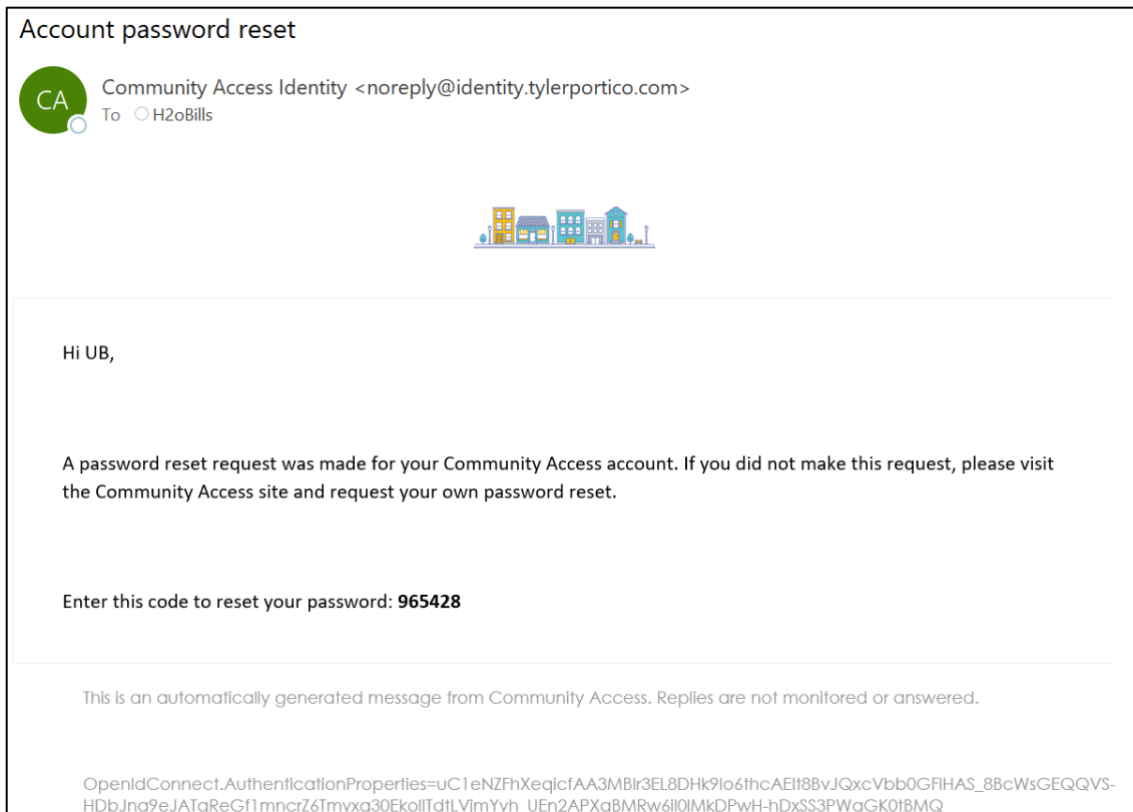 Account password reset
CA
Community Access Identity <noreply@identity.tylerportico.com>
To H2oBills
Hi UB,
A password reset request was made for your Community Access account. If you did not make this request, please visit
the Community Access site and request your own password reset.
Enter this code to reset your password: 965428
This is an automatically generated message from Community Access. Replies are not monitored or answered.